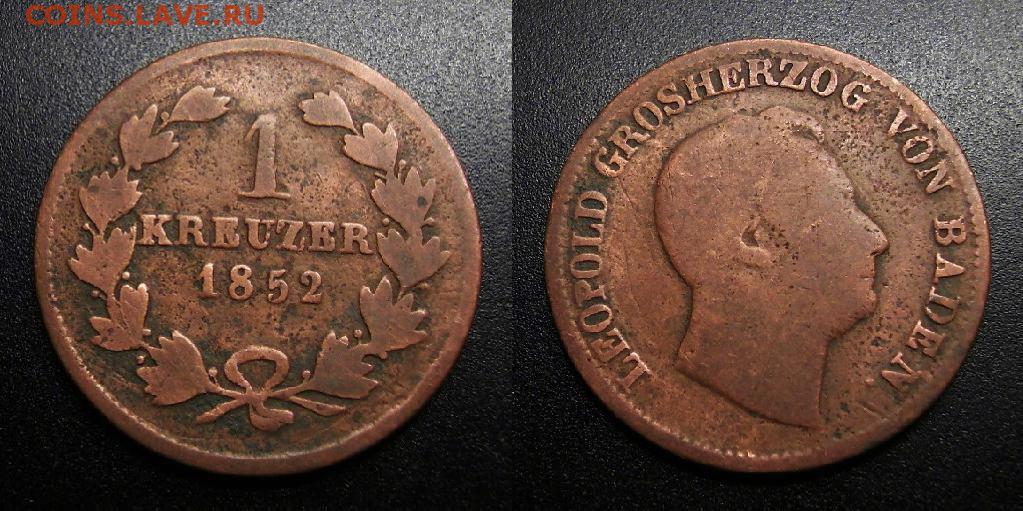 COINS.LAVE.RU
1
KREUZER
1852
LEOPOLD GROSHERZOG VON BADEN.